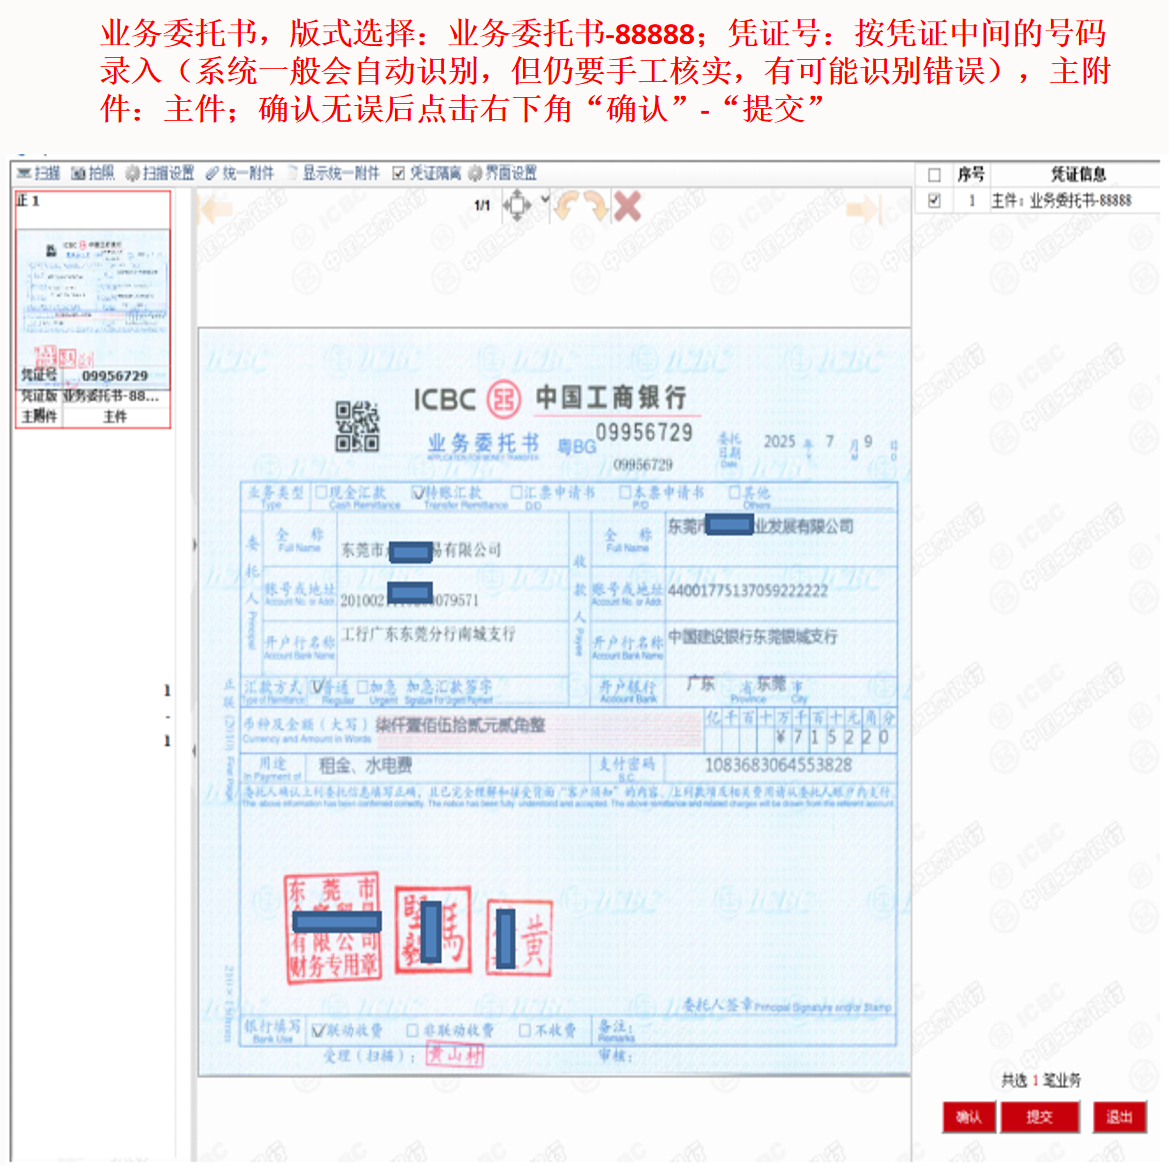 业务委托书，版式选择：业务委托书-88888；凭证号：按凭证中间的号码
录入（系统一般会自动识别，但仍要手工核实，有可能识别错误），主附
件：主件；确认无误后点击右下角“确认”-“提交”
扫描 拍照 扫描设置 统一附件 显示统一附件 凭证隔离 界面设置
序号 凭证信息
1 主件：业务委托书-88888
正 1
1/1
凭证号 09956729
凭证版 业务委托书-88...
主附件 主件
ICBC 中国工商银行
业务委托书 粤BG 09956729
APPLICATION FOR MONEY TRANSFER
09956729
委托日期 Date 2025 年 7 月 9 日
Y M D
业务类型 现金汇款 转账汇款 汇票申请书 本票申请书 其他
Type Cash Remittance Transfer Remittance D/D P/D Others
委托人 Principal
全称 Full Name 东莞市 易有限公司
账号或地址 Account No. or Add. 201002 079571
开户行名称 Account Bank Name 工行广东东莞分行南城支行
收款人 Payee
全称 Full Name 东莞市 业发展有限公司
账号或地址 Account No. or Add. 44001775137059222222
开户行名称 Account Bank Name 中国建设银行东莞银城支行
汇款方式 普通 加急 加急汇款签字
Type of Remittance Regular Urgent Signature For Urgent Payment
开户银行 广东 省 东莞 市
Account Bank Province City
币种及金额（大写）柒仟壹佰伍拾贰元贰角整
Currency and Amount in Words
亿 千 百 十 万 千 百 十 元 角 分
¥ 7 1 5 2 2 0
用途 租金、水电费
In Payment of
支付密码 1083683064553828
S.C.
委托人确认上列委托信息填写正确，且已完全理解和接受背面“客户须知”的内容，上列款项及相关费用请从委托人账户内支付。
The above information has been confirmed correctly. The notice has been fully understood and accepted. The above remittance and related charges will be drawn from the relevant account.
东莞市
有限公司
财务专用章
马
黄
委托人签章 Principal Signature and/or Stamp
银行填写 联动收费 非联动收费 不收费 备注：
Bank Use Remarks
受理（扫描）： 黄山村 审核：
1
-
1
共选 1 笔业务
确认 提交 退出